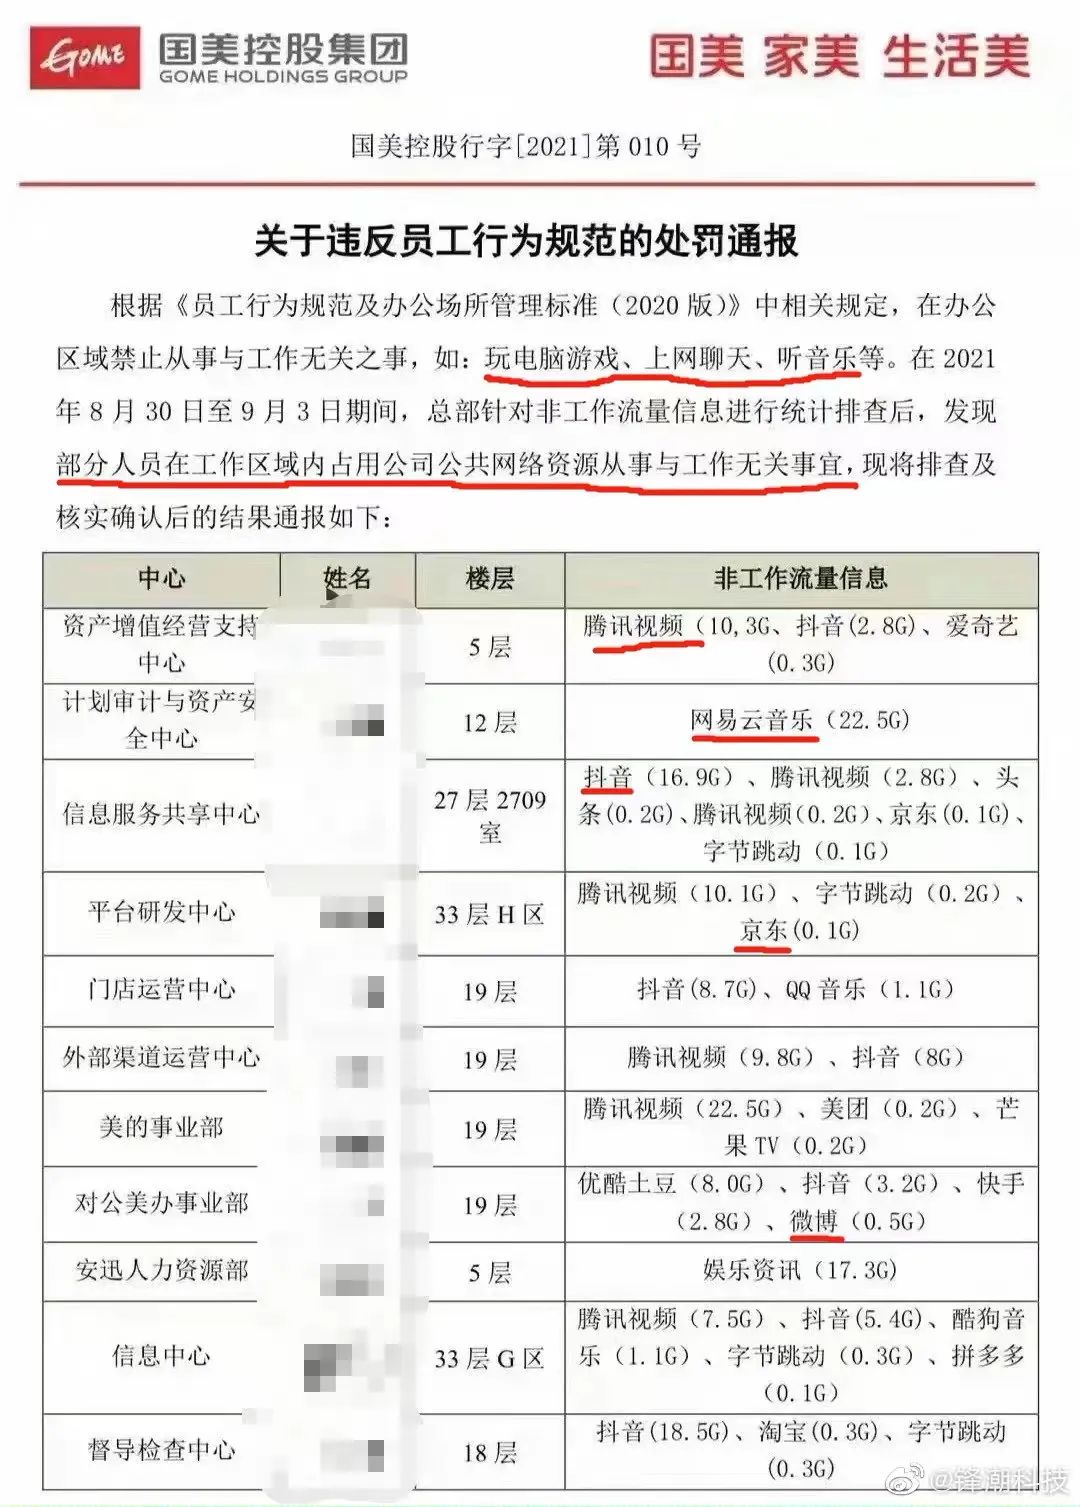 GOME 国美控股集团 国美 家美 生活美
GOME HOLDINGS GROUP
国美控股行字[2021]第 010 号
关于违反员工行为规范的处罚通报
根据《员工行为规范及办公场所管理标准（2020 版）》中相关规定，在办公
区域禁止从事与工作无关之事，如：玩电脑游戏、上网聊天、听音乐等。在 2021
年 8 月 30 日至 9 月 3 日期间，总部针对非工作流量信息进行统计排查后，发现
部分人员在工作区域内占用公司公共网络资源从事与工作无关事宜，现将排查及
核实确认后的结果通报如下：
中心 姓名 楼层 非工作流量信息
资产增值经营支持
中心
5 层
腾讯视频（10,3G、抖音(2.8G)、爱奇艺
(0.3G)
计划审计与资产安
全中心
12 层
网易云音乐（22.5G)
信息服务共享中心
27 层 2709
室
抖音（16.9G）、腾讯视频（2.8G）、头
条(0.2G)、腾讯视频(0.2G)、京东(0.1G)、
字节跳动（0.1G）
平台研发中心
33 层 H 区
腾讯视频（10.1G）、字节跳动（0.2G）、
京东(0.1G)
门店运营中心
19 层
抖音(8.7G)、QQ 音乐（1.1G）
外部渠道运营中心
19 层
腾讯视频（9.8G）、抖音（8G）
美的事业部
19 层
腾讯视频（22.5G）、美团（0.2G）、芒
果 TV（0.2G）
对公美办事业部
19 层
优酷土豆（8.0G）、抖音（3.2G）、快手
（2.8G）、微博（0.5G）
安迅人力资源部
5 层
娱乐资讯（17.3G)
信息中心
33 层 G 区
腾讯视频（7.5G）、抖音(5.4G)、酷狗音
乐（1.1G）、字节跳动（0.3G）、拼多多
（0.1G）
督导检查中心
18 层
抖音(18.5G)、淘宝(0.3G)、字节跳动
(0.3G)
@锋潮科技